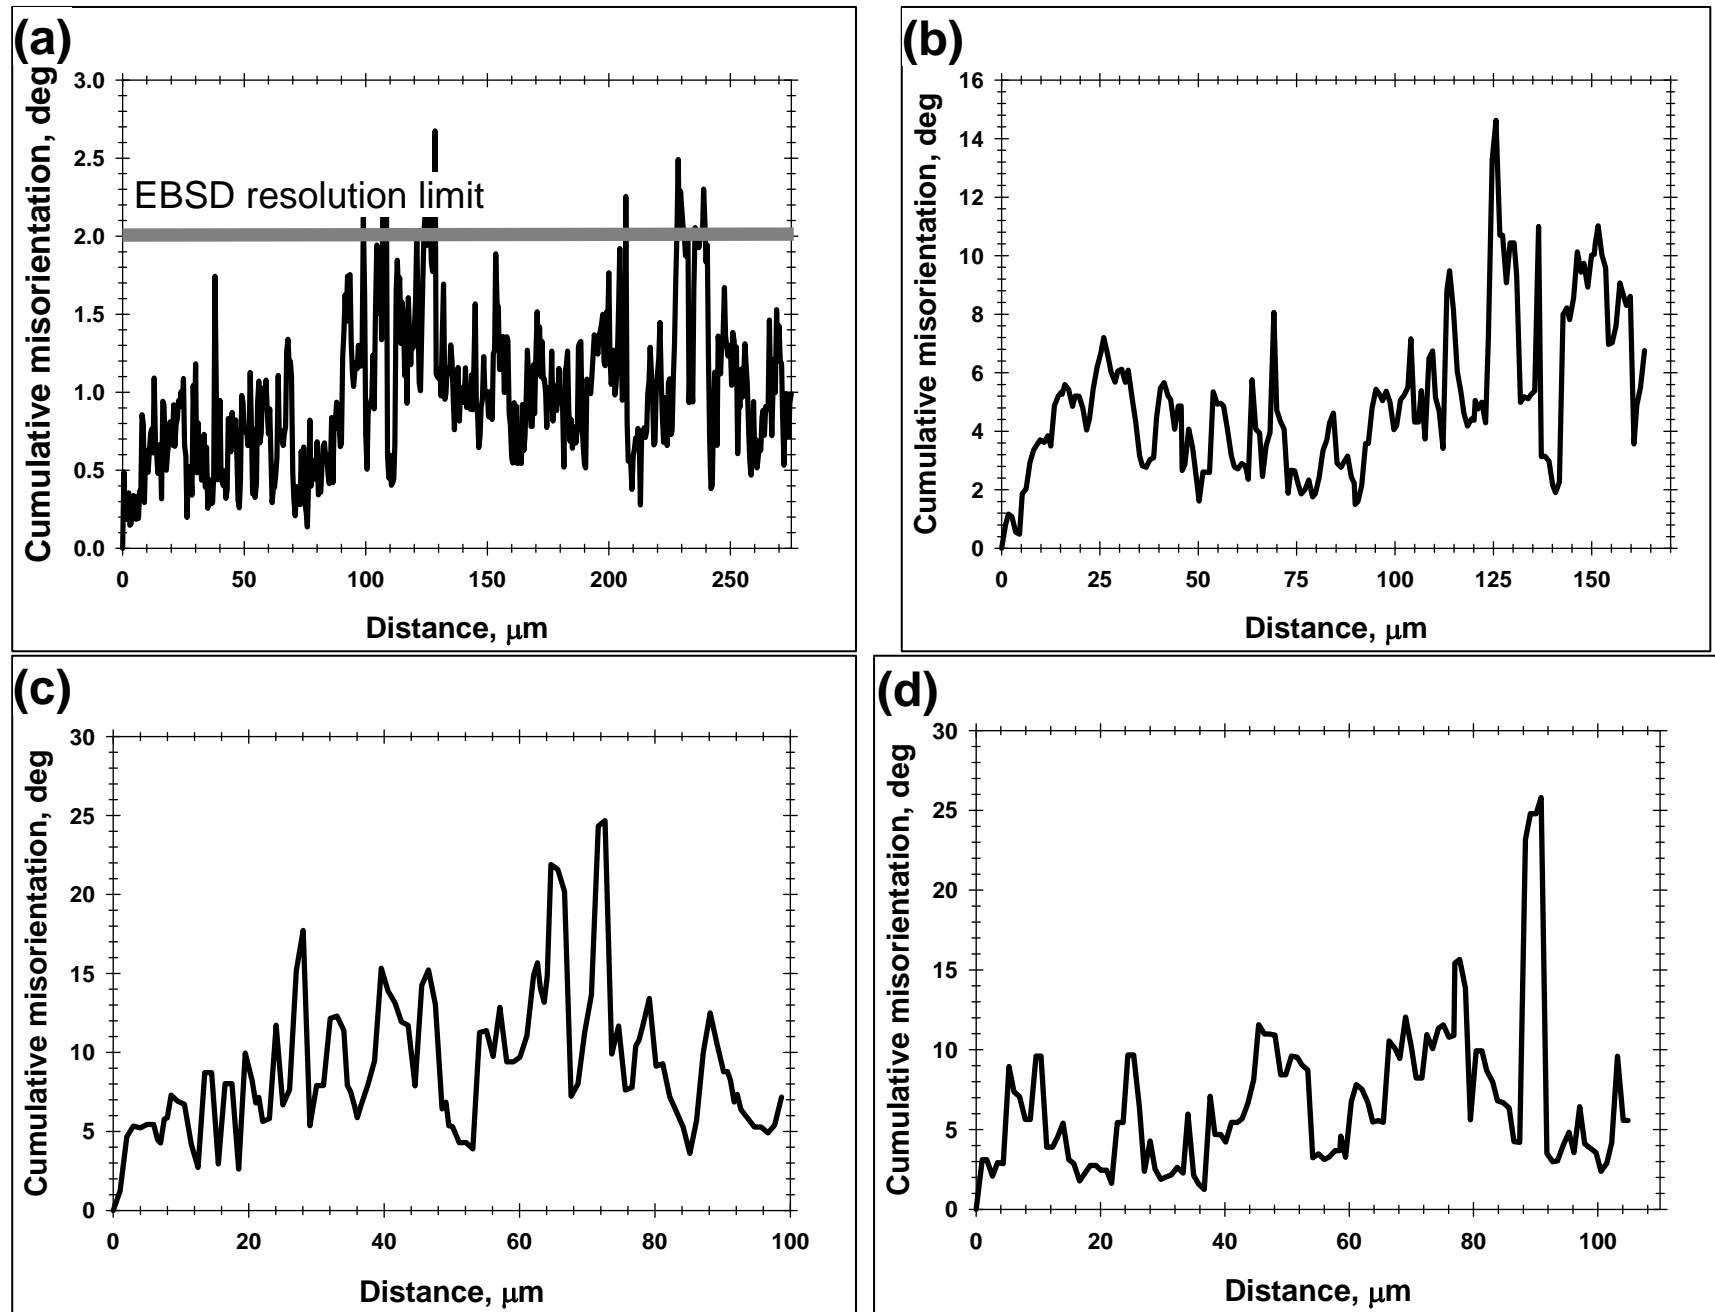 (a)
Cumulative misorientation, deg
3.0
2.5
2.0
1.5
1.0
0.5
0.0
EBSD resolution limit
0 50 100 150 200 250
Distance, μm
(b)
Cumulative misorientation, deg
16
14
12
10
8
6
4
2
0
0 25 50 75 100 125 150
Distance, μm
(c)
Cumulative misorientation, deg
30
25
20
15
10
5
0
0 20 40 60 80 100
Distance, μm
(d)
Cumulative misorientation, deg
30
25
20
15
10
5
0
0 20 40 60 80 100
Distance, μm